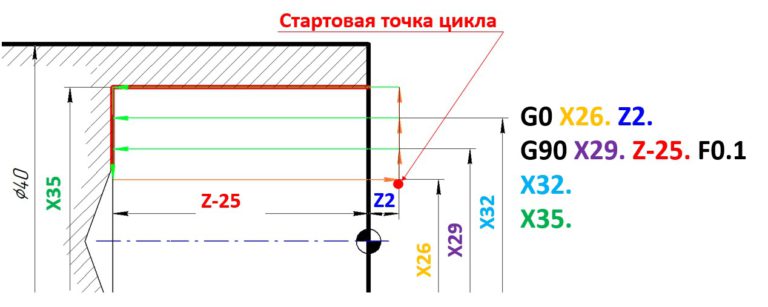 Стартовая точка цикла
G0 X26. Z2.
G90 X29. Z-25. F0.1
X32.
X35.
⌀40
X35
Z-25
Z2
X26
X29
X32